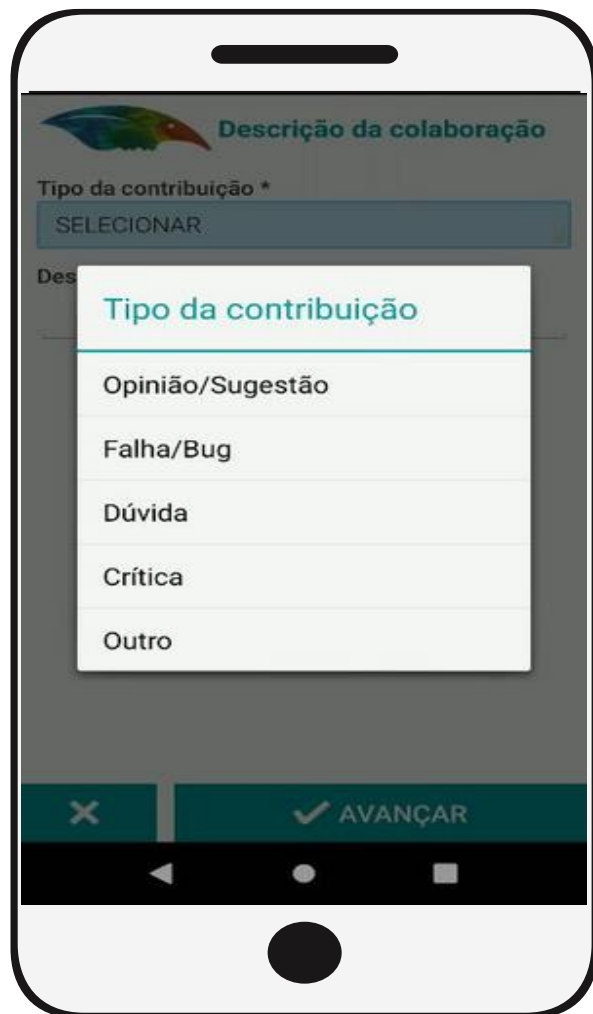 Descrição da colaboração
Tipo da contribuição *
SELECIONAR
Des
Tipo da contribuição
Opinião/Sugestão
Falha/Bug
Dúvida
Crítica
Outro
AVANÇAR